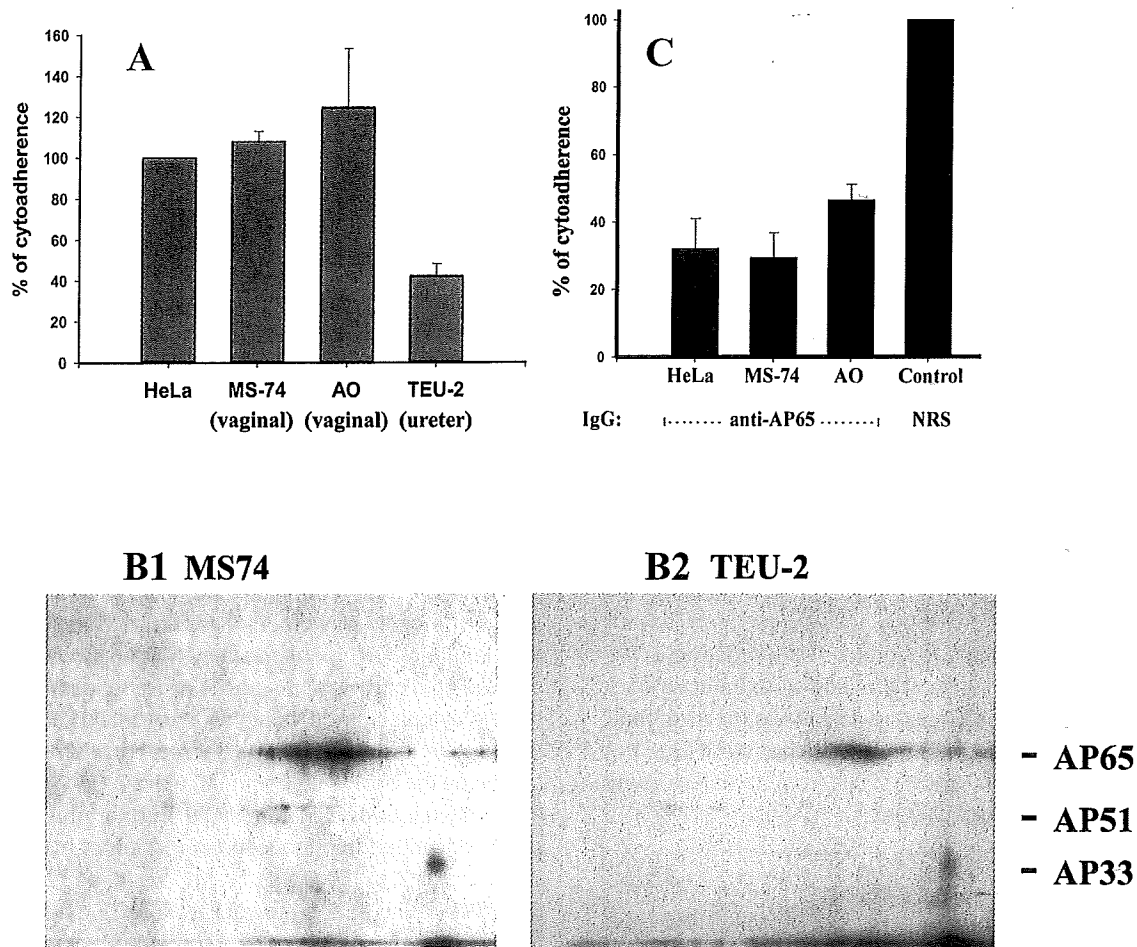 A
% of cytoadherence
160
140
120
100
80
60
40
20
0
HeLa MS-74 AO TEU-2
(vaginal) (vaginal) (ureter)
C
% of cytoadherence
100
80
60
40
20
0
HeLa MS-74 AO Control
IgG: anti-AP65 NRS
B1 MS74
B2 TEU-2
- AP65
- AP51
- AP33